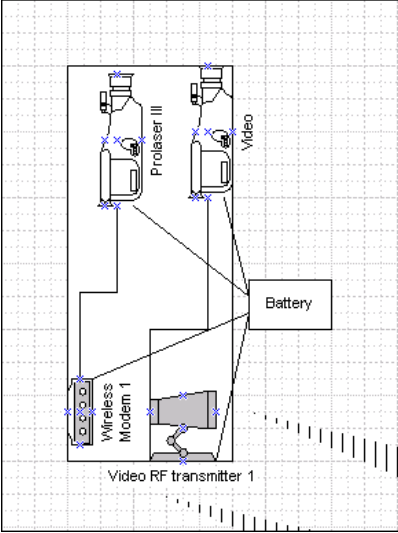 Prolaser III
Video
Battery
Wireless
Modem 1
Video RF transmitter 1